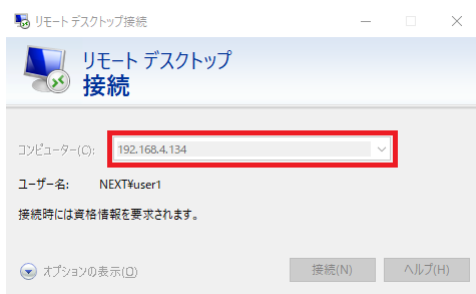 リモート デスクトップ接続
リモート デスクトップ
接続
コンピューター(C): 192.168.4.134
ユーザー名: NEXT¥user1
接続時には資格情報を要求されます。
オプションの表示(O) 接続(N) ヘルプ(H)